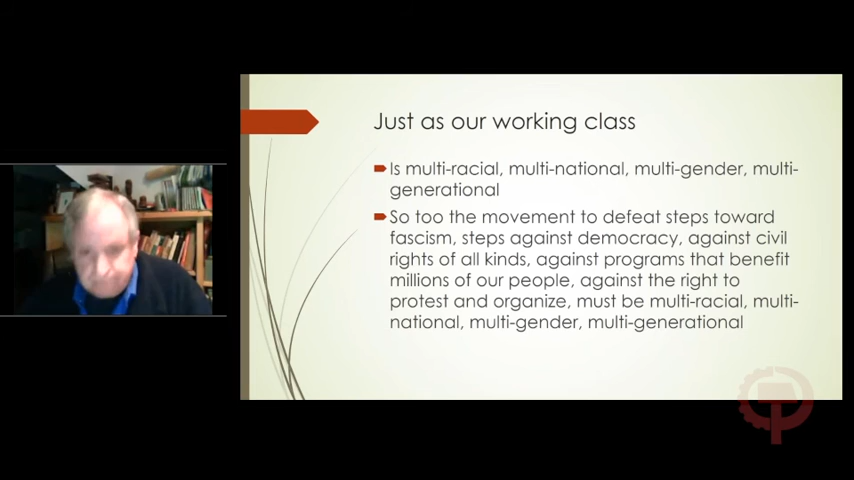 Just as our working class
Is multi-racial, multi-national, multi-gender, multi-
generational
So too the movement to defeat steps toward
fascism, steps against democracy, against civil
rights of all kinds, against programs that benefit
millions of our people, against the right to
protest and organize, must be multi-racial, multi-
national, multi-gender, multi-generational